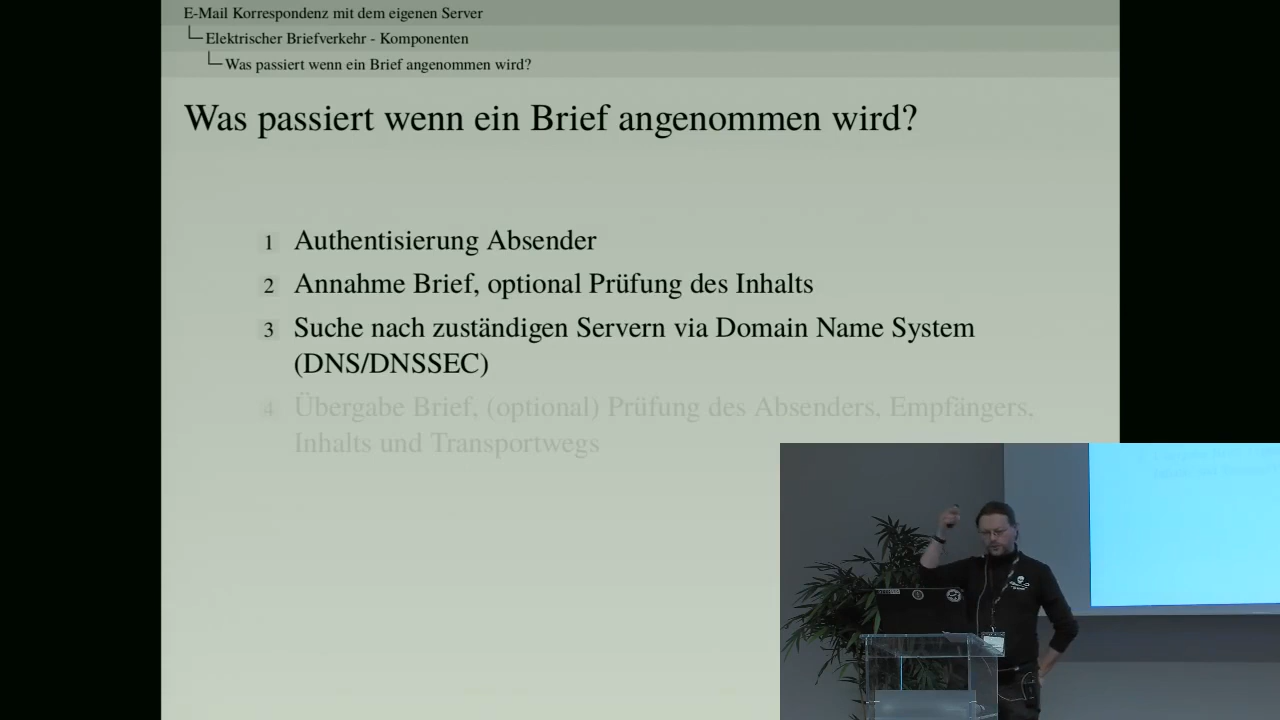 E-Mail Korrespondenz mit dem eigenen Server
Elektrischer Briefverkehr - Komponenten
Was passiert wenn ein Brief angenommen wird?
Was passiert wenn ein Brief angenommen wird?
1 Authentisierung Absender
2 Annahme Brief, optional Prüfung des Inhalts
3 Suche nach zuständigen Servern via Domain Name System
(DNS/DNSSEC)
4 Übergabe Brief, (optional) Prüfung des Absenders, Empfängers,
Inhalts und Transportwegs